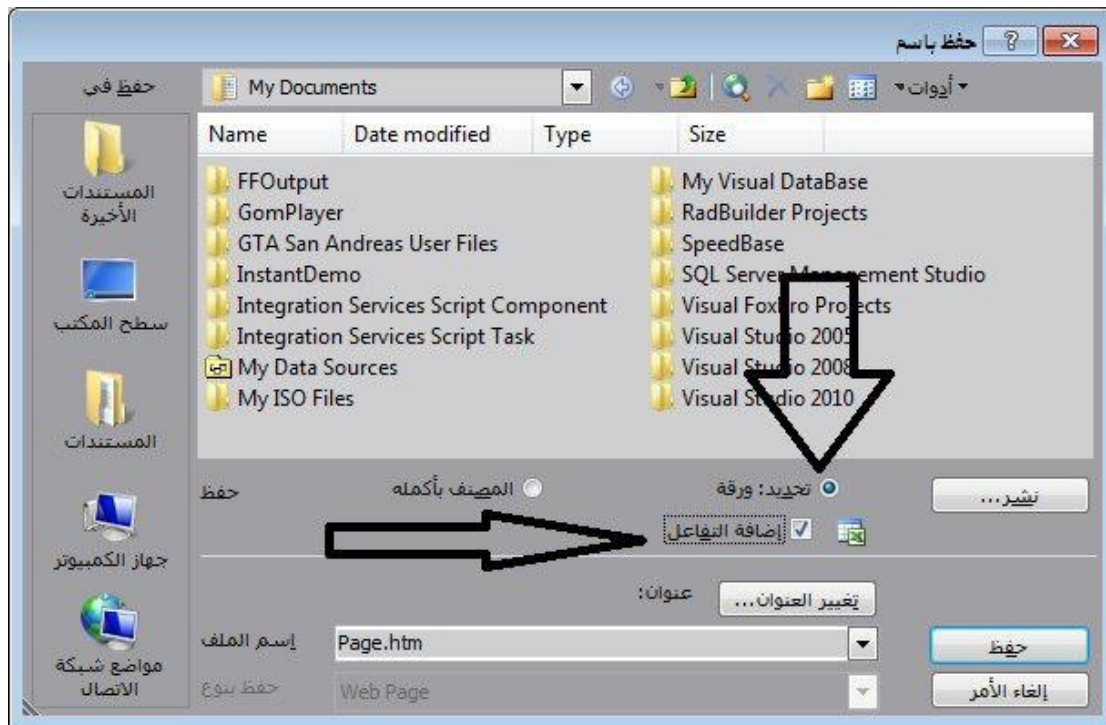 حفظ باسم
حفظ في
My Documents
أدوات
Name Date modified Type Size
FFOutput
GomPlayer
GTA San Andreas User Files
InstantDemo
Integration Services Script Component
Integration Services Script Task
My Data Sources
My ISO Files
My Visual DataBase
RadBuilder Projects
SpeedBase
SQL Server Management Studio
Visual FoxPro Projects
Visual Studio 2005
Visual Studio 2008
Visual Studio 2010
المستندات
الأخيرة
سطح المكتب
المستندات
جهاز الكمبيوتر
مواضع شبكة
الاتصال
حفظ
المصنف بأكمله
تحديد: ورقة
نشر...
إضافة التفاعل
عنوان:
تغيير العنوان...
إسم الملف
Page.htm
حفظ
حفظ بنوع
Web Page
إلغاء الأمر